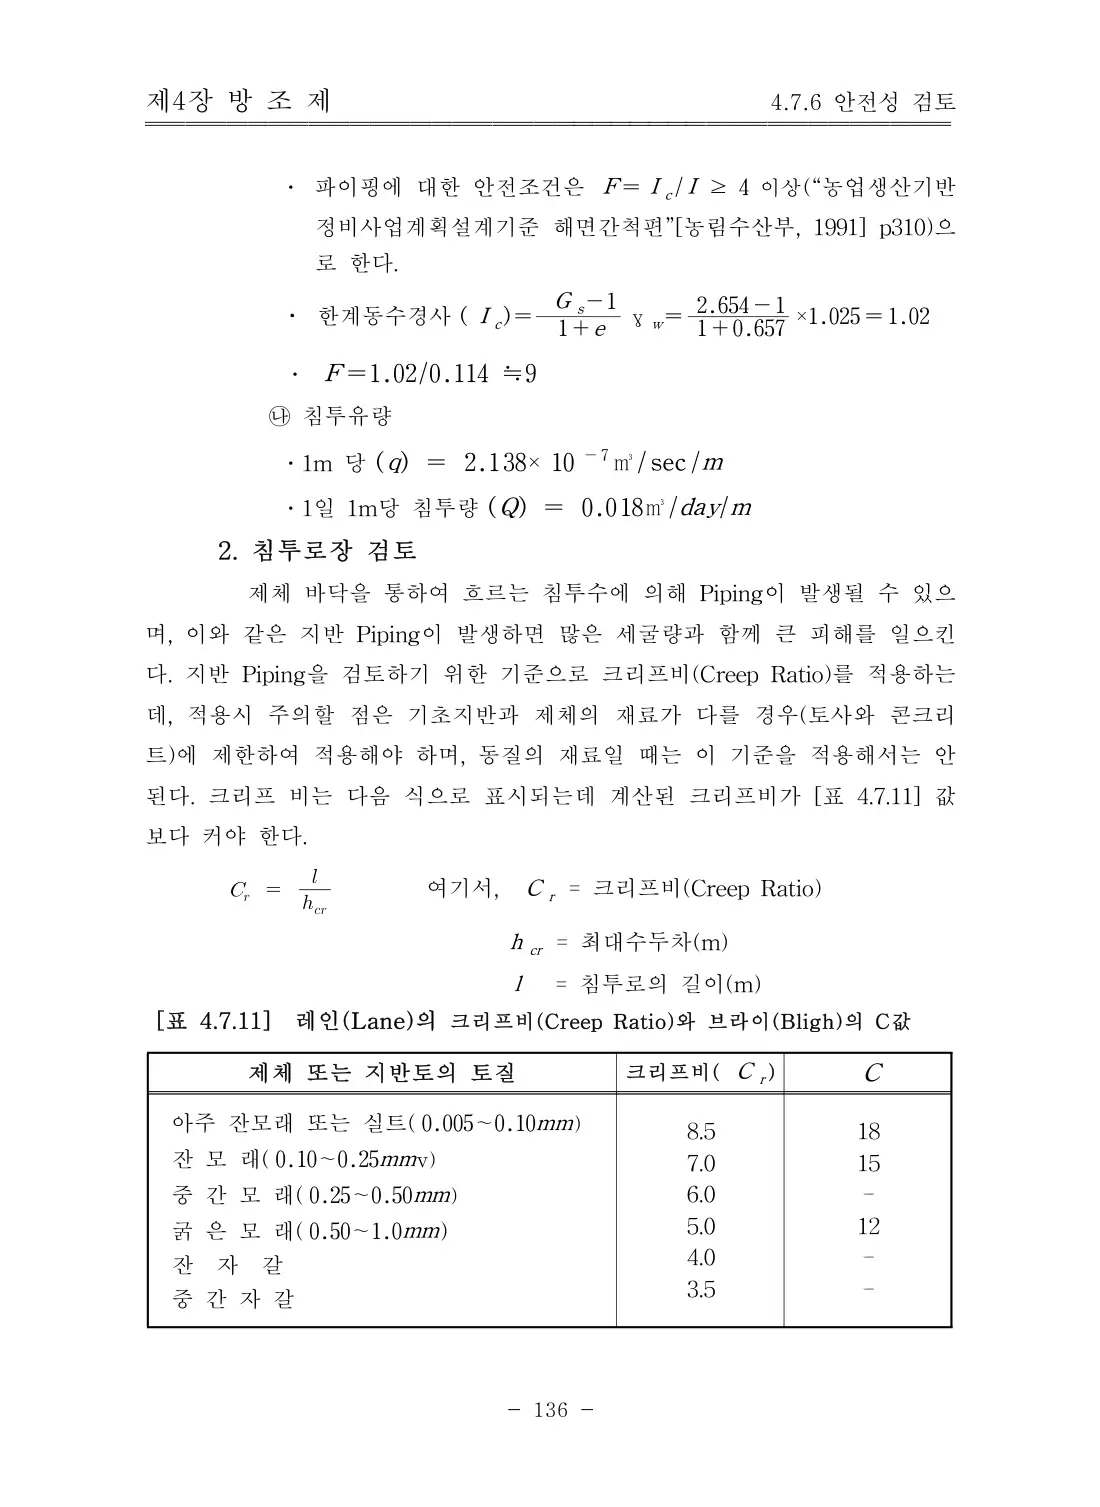 제4장 방 조 제 4.7.6 안전성 검토
· 파이핑에 대한 안전조건은 F= I c/I ≥ 4 이상(“농업생산기반
정비사업계획설계기준 해면간척편”[농림수산부, 1991] p310)으
로 한다.
· 한계동수경사 ( I c)= G s-1 / 1+e ɣ w= 2.654-1 / 1+0.657 ×1.025=1.02
· F=1.02/0.114 ≒9
㉯ 침투유량
·1m 당 (q) = 2.138× 10 -7 ㎥/sec/m
·1일 1m당 침투량 (Q) = 0.018㎥/day/m
2. 침투로장 검토
제체 바닥을 통하여 흐르는 침투수에 의해 Piping이 발생될 수 있으
며, 이와 같은 지반 Piping이 발생하면 많은 세굴량과 함께 큰 피해를 일으킨
다. 지반 Piping을 검토하기 위한 기준으로 크리프비(Creep Ratio)를 적용하는
데, 적용시 주의할 점은 기초지반과 제체의 재료가 다를 경우(토사와 콘크리
트)에 제한하여 적용해야 하며, 동질의 재료일 때는 이 기준을 적용해서는 안
된다. 크리프 비는 다음 식으로 표시되는데 계산된 크리프비가 [표 4.7.11] 값
보다 커야 한다.
Cr = l / hcr 여기서, C r = 크리프비(Creep Ratio)
h cr = 최대수두차(m)
l = 침투로의 길이(m)
[표 4.7.11] 레인(Lane)의 크리프비(Creep Ratio)와 브라이(Bligh)의 C값
제체 또는 지반토의 토질 크리프비( C r) C
아주 잔모래 또는 실트( 0.005~0.10mm) 8.5 18
잔 모 래( 0.10~0.25mmv) 7.0 15
중 간 모 래( 0.25~0.50mm) 6.0 -
굵 은 모 래( 0.50~1.0mm) 5.0 12
잔 자 갈 4.0 -
중 간 자 갈 3.5 -
- 136 -